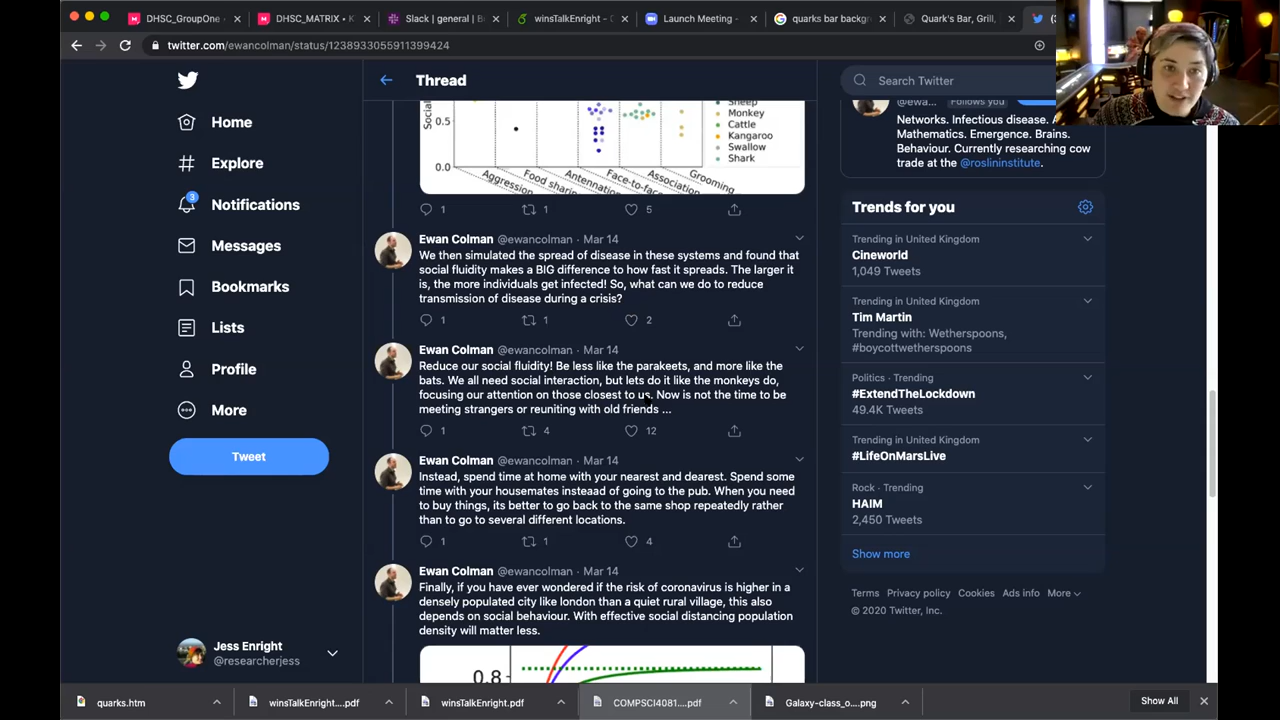 DHSC_GroupOne
DHSC_MATRIX • K
Slack | general | B
winsTalkEnright - O
Launch Meeting -
quarks bar backg
Quark's Bar, Grill,
twitter.com/ewancolman/status/1238933055911399424
Home
Explore
3
Notifications
Messages
Bookmarks
Lists
Profile
More
Tweet
Jess Enright
@researcherjess
Thread
Social
0.5
0.0
Aggression
Food sharin
Antennation
Face-to-face
Association
Grooming
Sheep
Monkey
Cattle
Kangaroo
Swallow
Shark
1 1 5
Ewan Colman @ewancolman · Mar 14
We then simulated the spread of disease in these systems and found that
social fluidity makes a BIG difference to how fast it spreads. The larger it
is, the more individuals get infected! So, what can we do to reduce
transmission of disease during a crisis?
1 1 2
Ewan Colman @ewancolman · Mar 14
Reduce our social fluidity! Be less like the parakeets, and more like the
bats. We all need social interaction, but lets do it like the monkeys do,
focusing our attention on those closest to us. Now is not the time to be
meeting strangers or reuniting with old friends ...
1 4 12
Ewan Colman @ewancolman · Mar 14
Instead, spend time at home with your nearest and dearest. Spend some
time with your housemates insteaad of going to the pub. When you need
to buy things, its better to go back to the same shop repeatedly rather
than to go to several different locations.
1 1 4
Ewan Colman @ewancolman · Mar 14
Finally, if you have ever wondered if the risk of coronavirus is higher in a
densely populated city like london than a quiet rural village, this also
depends on social behaviour. With effective social distancing population
density will matter less.
0.8
Search Twitter
@ewa... Follows you
Networks. Infectious disease. A
Mathematics. Emergence. Brains.
Behaviour. Currently researching cow
trade at the @roslininstitute.
Trends for you
Trending in United Kingdom
Cineworld
1,049 Tweets
Trending in United Kingdom
Tim Martin
Trending with: Wetherspoons,
#boycottwetherspoons
Politics · Trending
#ExtendTheLockdown
49.4K Tweets
Trending in United Kingdom
#LifeOnMarsLive
Rock · Trending
HAIM
2,450 Tweets
Show more
Terms Privacy policy Cookies Ads info More
© 2020 Twitter, Inc.
quarks.htm
winsTalkEnright....pdf
winsTalkEnright.pdf
COMPSCI4081....pdf
Galaxy-class_o....png
Show All